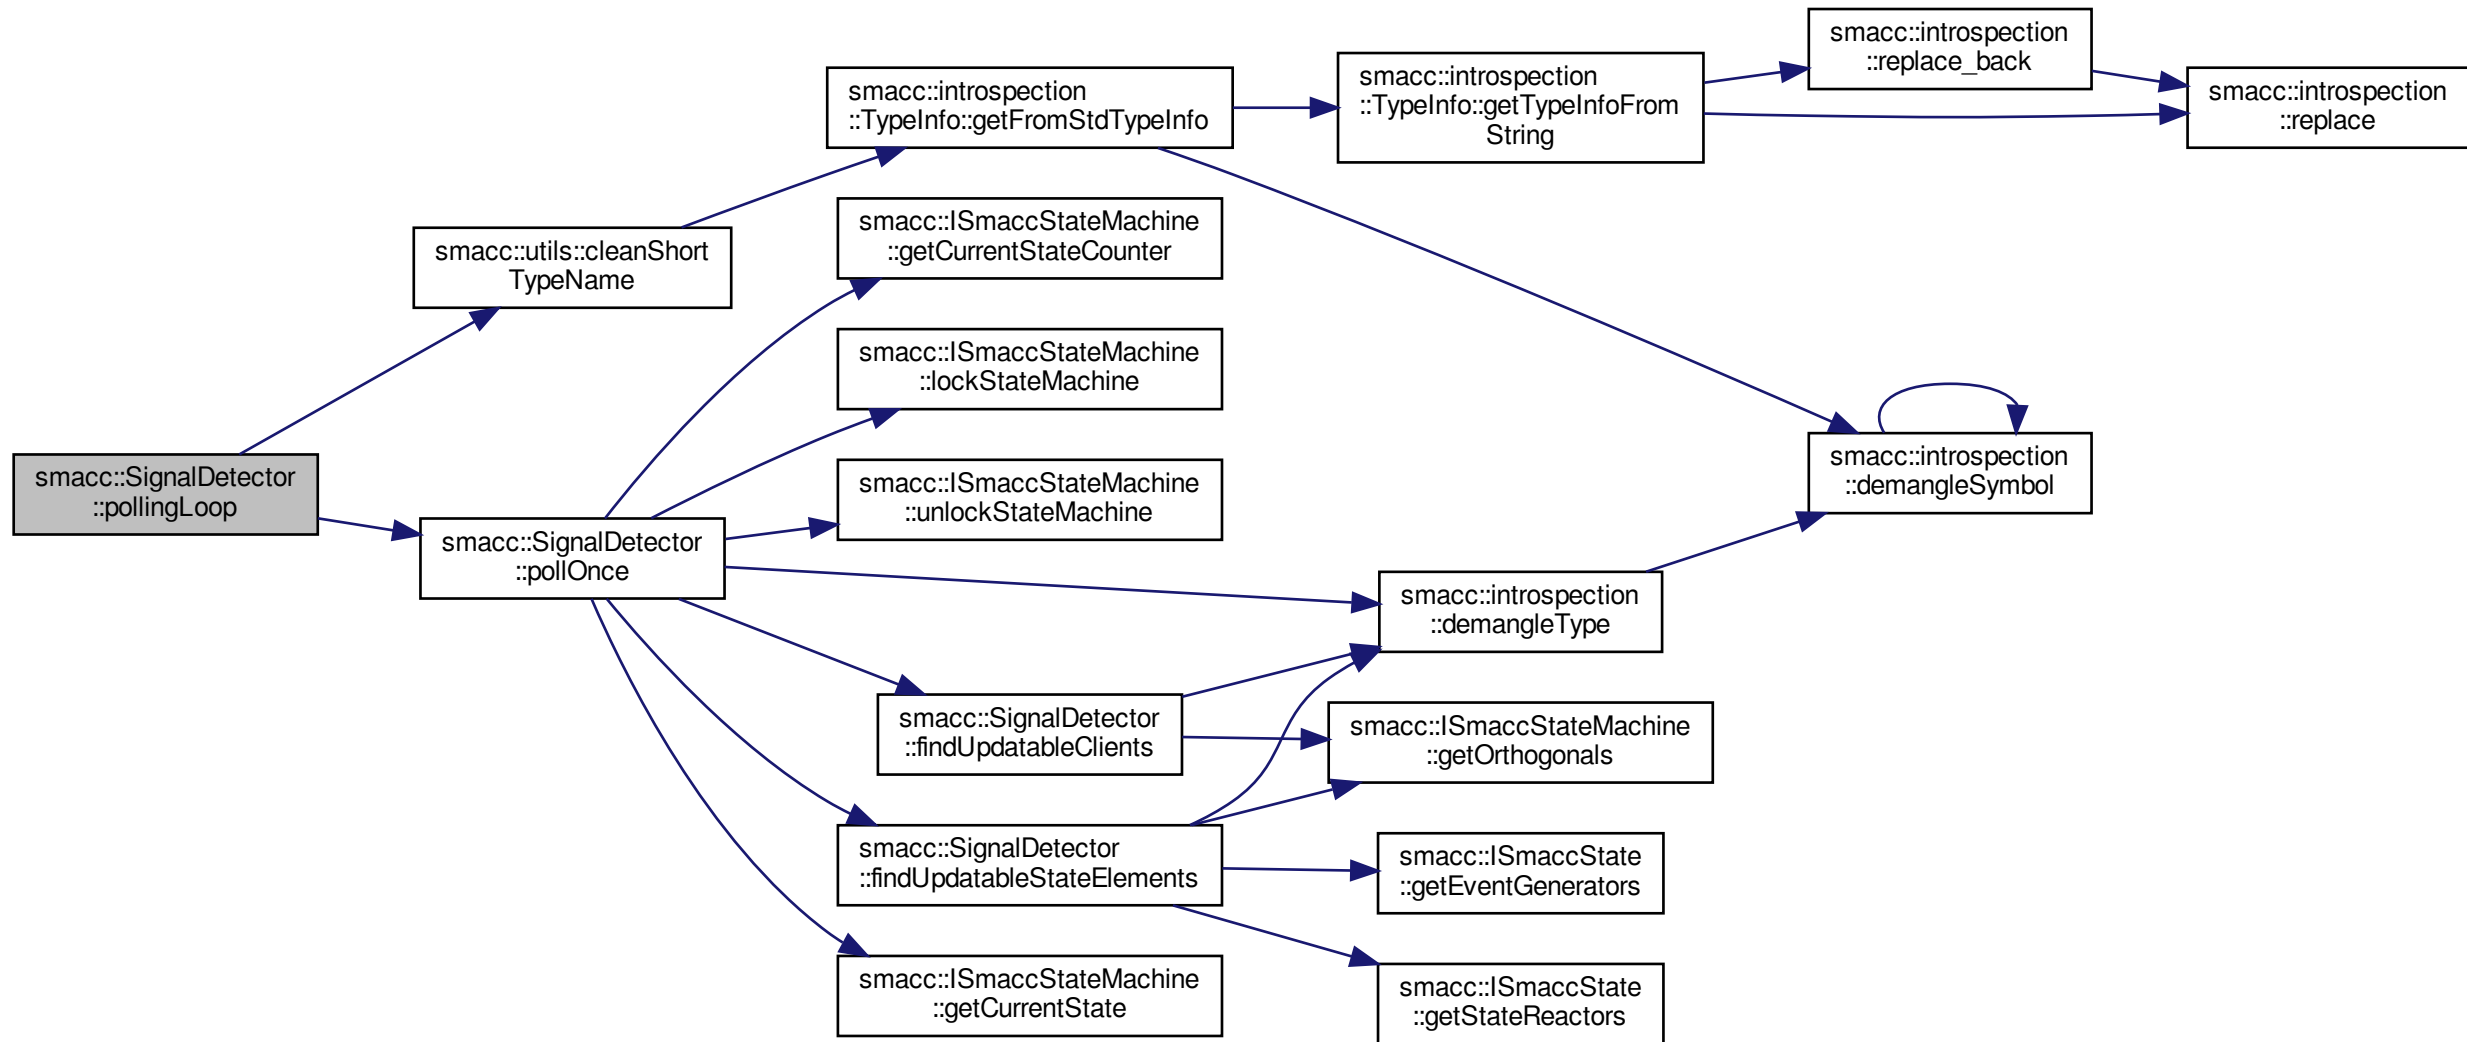 smacc::SignalDetector
::pollingLoop
smacc::utils::cleanShort
TypeName
smacc::SignalDetector
::pollOnce
smacc::introspection
::TypeInfo::getFromStdTypeInfo
smacc::ISmaccStateMachine
::getCurrentStateCounter
smacc::ISmaccStateMachine
::lockStateMachine
smacc::ISmaccStateMachine
::unlockStateMachine
smacc::SignalDetector
::findUpdatableClients
smacc::SignalDetector
::findUpdatableStateElements
smacc::ISmaccStateMachine
::getCurrentState
smacc::introspection
::TypeInfo::getTypeInfoFrom
String
smacc::introspection
::demangleType
smacc::ISmaccStateMachine
::getOrthogonals
smacc::ISmaccState
::getEventGenerators
smacc::ISmaccState
::getStateReactors
smacc::introspection
::replace_back
smacc::introspection
::demangleSymbol
smacc::introspection
::replace